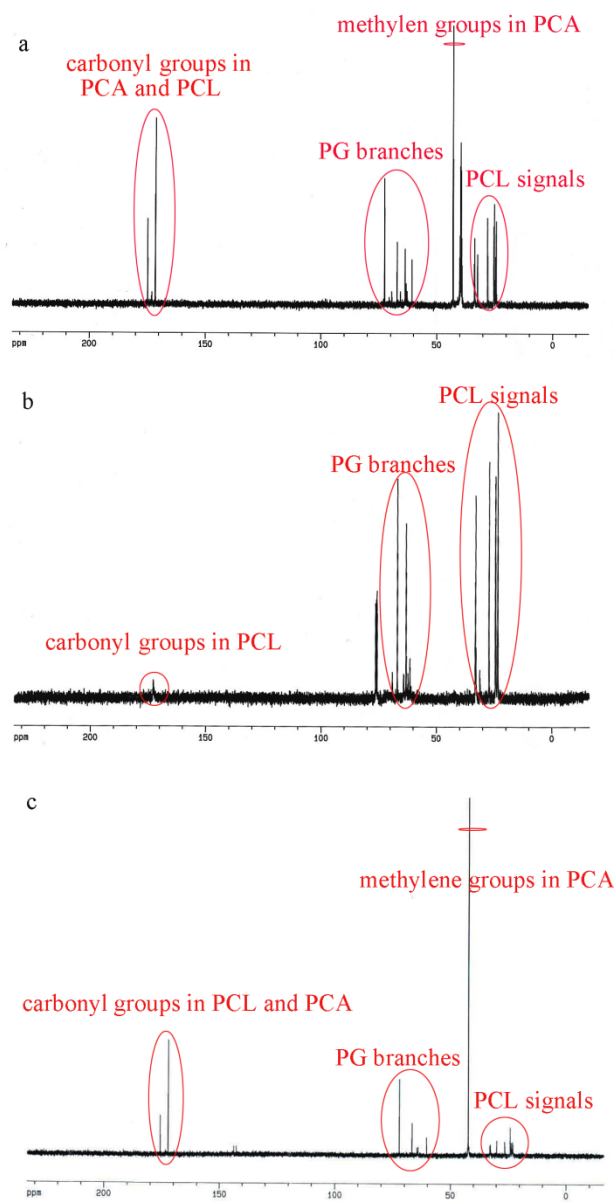 a
methylen groups in PCA
carbonyl groups in
PCA and PCL
PG branches
PCL signals
ppm 200 150 100 50 0
b
PCL signals
PG branches
carbonyl groups in PCL
ppm 200 150 100 50 0
c
methylene groups in PCA
carbonyl groups in PCL and PCA
PG branches
PCL signals
ppm 200 150 100 50 0